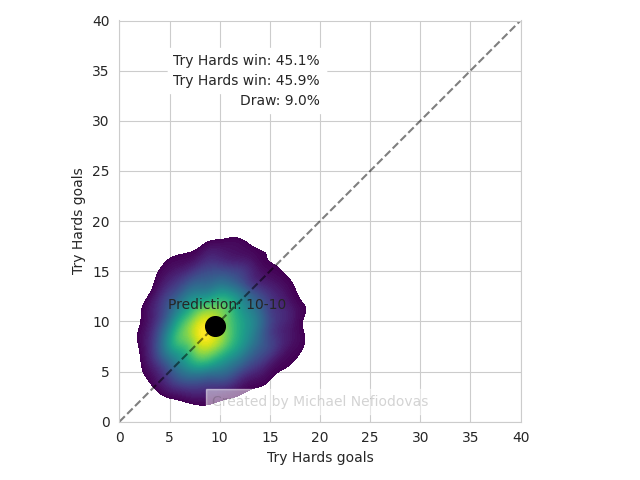 40
35
30
25
20
15
10
5
0
Try Hards goals
Try Hards win: 45.1%
Try Hards win: 45.9%
Draw: 9.0%
Prediction: 10-10
Created by Michael Nefiodovas
0 5 10 15 20 25 30 35 40
Try Hards goals